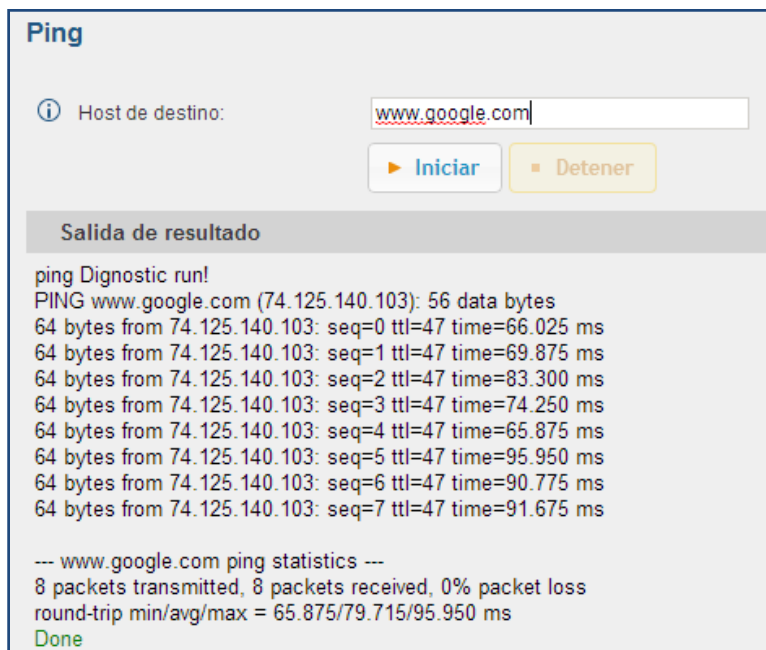 Ping
Host de destino:
www.google.com
Iniciar
Detener
Salida de resultado
ping Dignostic run!
PING www.google.com (74.125.140.103): 56 data bytes
64 bytes from 74.125.140.103: seq=0 ttl=47 time=66.025 ms
64 bytes from 74.125.140.103: seq=1 ttl=47 time=69.875 ms
64 bytes from 74.125.140.103: seq=2 ttl=47 time=83.300 ms
64 bytes from 74.125.140.103: seq=3 ttl=47 time=74.250 ms
64 bytes from 74.125.140.103: seq=4 ttl=47 time=65.875 ms
64 bytes from 74.125.140.103: seq=5 ttl=47 time=95.950 ms
64 bytes from 74.125.140.103: seq=6 ttl=47 time=90.775 ms
64 bytes from 74.125.140.103: seq=7 ttl=47 time=91.675 ms
--- www.google.com ping statistics ---
8 packets transmitted, 8 packets received, 0% packet loss
round-trip min/avg/max = 65.875/79.715/95.950 ms
Done